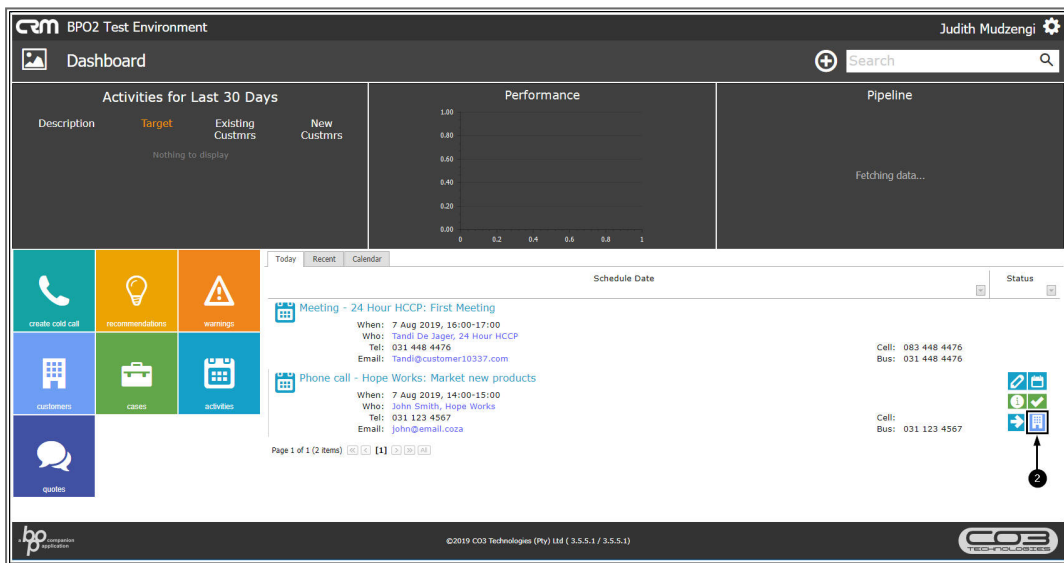 CRM BPO2 Test Environment
Judith Mudzengi
Dashboard
Search
Activities for Last 30 Days
Description Target Existing Custmrs New Custmrs
Nothing to display
Performance
1.00
0.80
0.60
0.40
0.20
0.00
0 0.2 0.4 0.6 0.8 1
Pipeline
Fetching data...
create cold call
recommendations
warnings
customers
cases
activities
quotes
Today Recent Calendar
Schedule Date Status
Meeting - 24 Hour HCCP: First Meeting
When: 7 Aug 2019, 16:00-17:00
Who: Tandi De Jager, 24 Hour HCCP
Tel: 031 448 4476 Cell: 083 448 4476
Email: Tandi@customer10337.com Bus: 031 448 4476
Phone call - Hope Works: Market new products
When: 7 Aug 2019, 14:00-15:00
Who: John Smith, Hope Works
Tel: 031 123 4567 Cell:
Email: john@email.coza Bus: 031 123 4567
Page 1 of 1 (2 items) [1] All
2
a bp companion application
©2019 CO3 Technologies (Pty) Ltd ( 3.5.5.1 / 3.5.5.1)
CO3 TECHNOLOGIES